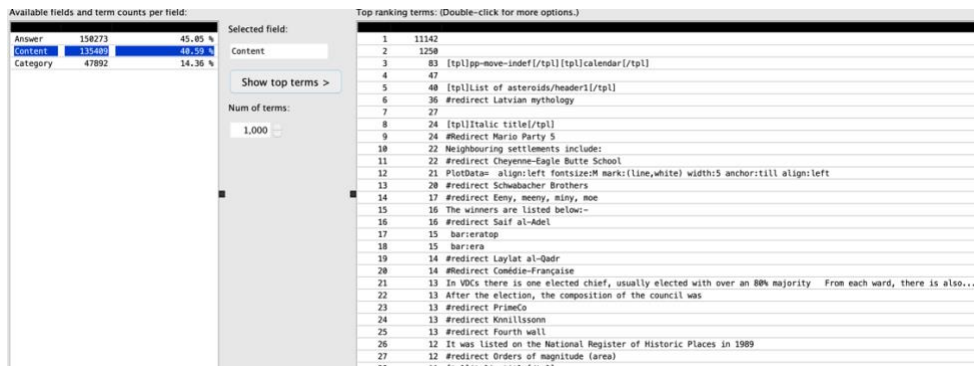 Available fields and term counts per field:
Answer 150273 45.05 %
Content 135409 40.59 %
Category 47892 14.36 %
Selected field:
Content
Show top terms >
Num of terms:
1,000
Top ranking terms: (Double-click for more options.)
1 11142
2 1250
3 83 [tpl]pp-move-indef[/tpl][tpl]calendar[/tpl]
4 47
5 40 [tpl]List of asteroids/header1[/tpl]
6 36 #redirect Latvian mythology
7 27
8 24 [tpl]Italic title[/tpl]
9 24 #Redirect Mario Party 5
10 22 Neighbouring settlements include:
11 22 #redirect Cheyenne-Eagle Butte School
12 21 PlotData= align:left fontsize:M mark:(line,white) width:5 anchor:till align:left
13 20 #redirect Schwabacher Brothers
14 17 #redirect Eeny, meeny, miny, moe
15 16 The winners are listed below:-
16 16 #redirect Saif al-Adel
17 15 bar:eratop
18 15 bar:era
19 14 #redirect Laylat al-Qadr
20 14 #Redirect Comédie-Française
21 13 In VDCs there is one elected chief, usually elected with over an 80% majority From each ward, there is also...
22 13 After the election, the composition of the council was
23 13 #redirect PrimeCo
24 13 #redirect Knnillssonn
25 13 #redirect Fourth wall
26 12 It was listed on the National Register of Historic Places in 1989
27 12 #redirect Orders of magnitude (area)